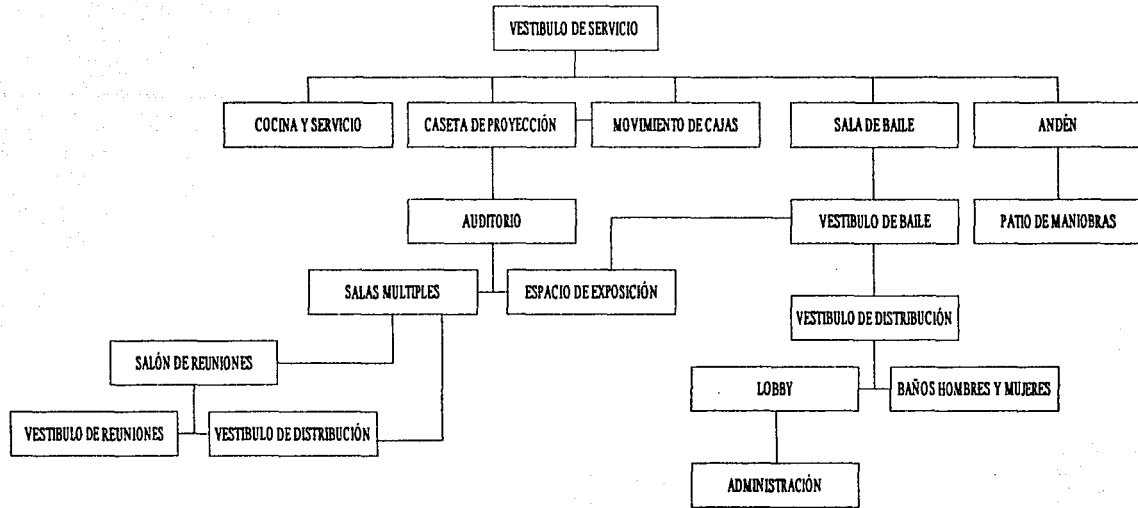 VESTIBULO DE SERVICIO
COCINA Y SERVICIO
CASETA DE PROYECCIÓN
MOVIMIENTO DE CAJAS
SALA DE BAILE
ANDÉN
AUDITORIO
VESTIBULO DE BAILE
PATIO DE MANIOBRAS
SALAS MULTIPLES
ESPACIO DE EXPOSICIÓN
VESTIBULO DE DISTRIBUCIÓN
SALÓN DE REUNIONES
LOBBY
BAÑOS HOMBRES Y MUJERES
VESTIBULO DE REUNIONES
VESTIBULO DE DISTRIBUCIÓN
ADMINISTRACIÓN